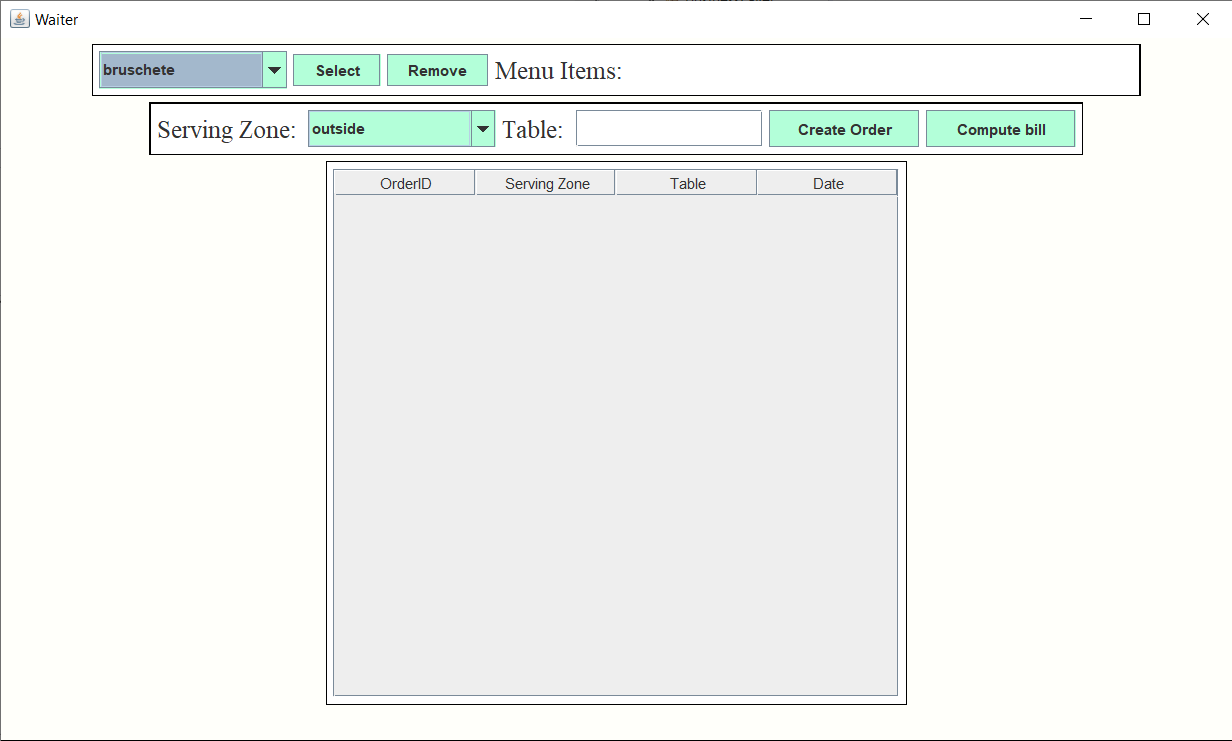 Waiter
bruschete Select Remove Menu Items:
Serving Zone: outside Table: Create Order Compute bill
OrderID Serving Zone Table Date